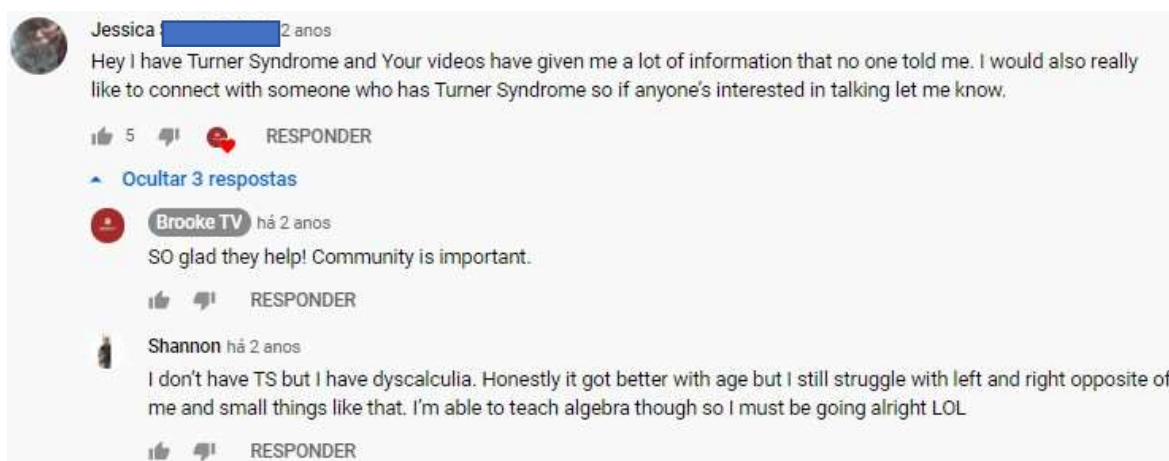 Jessica 2 anos
Hey I have Turner Syndrome and Your videos have given me a lot of information that no one told me. I would also really
like to connect with someone who has Turner Syndrome so if anyone's interested in talking let me know.
5 RESPONDER
Ocultar 3 respostas
Brooke TV há 2 anos
SO glad they help! Community is important.
RESPONDER
Shannon há 2 anos
I don't have TS but I have dyscalculia. Honestly it got better with age but I still struggle with left and right opposite of
me and small things like that. I'm able to teach algebra though so I must be going alright LOL
RESPONDER